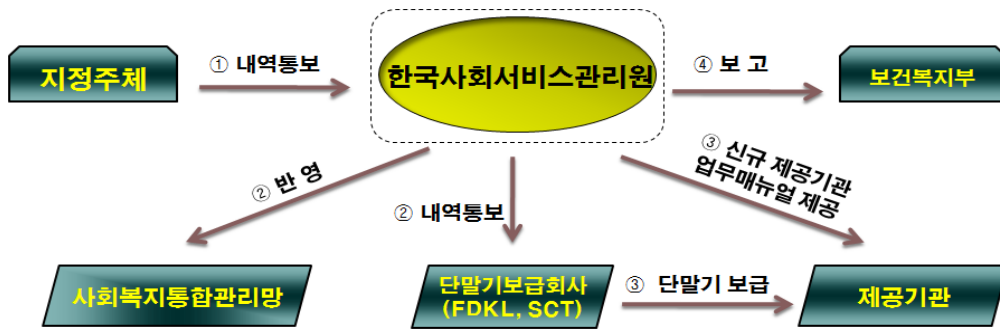 지정주체
① 내역통보
한국사회서비스관리원
④ 보 고
보건복지부
② 반 영
② 내역통보
③ 신규 제공기관
업무매뉴얼 제공
사회복지통합관리망
단말기보급회사
(FDKL, SCT)
③ 단말기 보급
제공기관